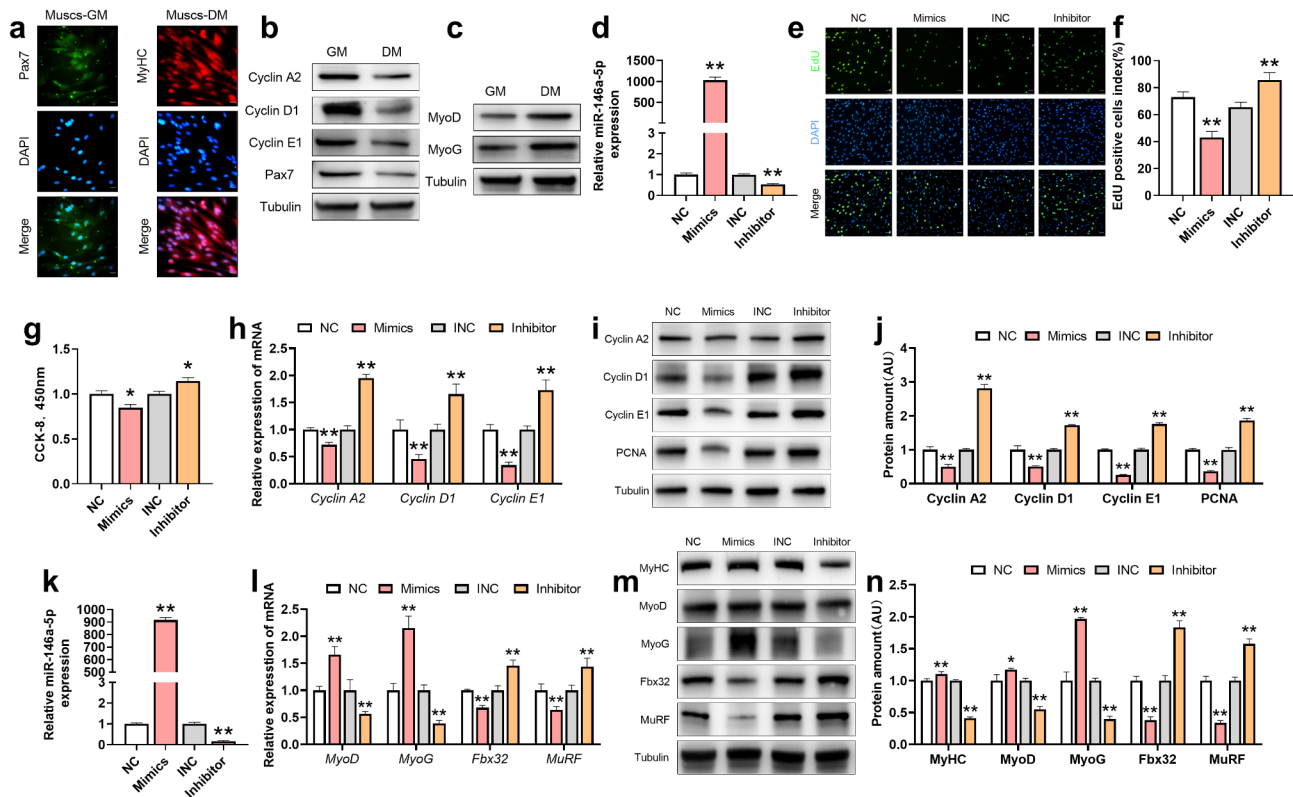 a
Muscs-GM
Muscs-DM
Pax7
DAPI
Merge
MyHC
DAPI
Merge
b
GM
DM
Cyclin A2
Cyclin D1
Cyclin E1
Pax7
Tubulin
c
GM
DM
MyoD
MyoG
Tubulin
d
Relative miR-146a-5p
expression
1500
1000
500
3
2
1
0
**
**
NC
Mimics
INC
Inhibitor
e
NC
Mimics
INC
Inhibitor
EdU
DAPI
Merge
f
EdU positive cells index(%)
100
80
60
40
20
0
**
**
NC
Mimics
INC
Inhibitor
g
CCK-8, 450nm
1.5
1.0
0.5
0.0
*
*
NC
Mimics
INC
Inhibitor
h
NC
Mimics
INC
Inhibitor
Relative expresstion of mRNA
2.5
2.0
1.5
1.0
0.5
0.0
**
**
**
**
**
**
Cyclin A2
Cyclin D1
Cyclin E1
i
NC
Mimics
INC
Inhibitor
Cyclin A2
Cyclin D1
Cyclin E1
PCNA
Tubulin
j
NC
Mimics
INC
Inhibitor
Protein amount(AU)
4
3
2
1
0
**
**
**
**
**
**
**
**
Cyclin A2
Cyclin D1
Cyclin E1
PCNA
k
Relative miR-146a-5p
expression
1000
900
800
700
600
500
3
2
1
0
**
**
NC
Mimics
INC
Inhibitor
l
NC
Mimics
INC
Inhibitor
Relative expression of mRNA
2.5
2.0
1.5
1.0
0.5
0.0
**
**
**
**
**
**
**
**
MyoD
MyoG
Fbx32
MuRF
m
NC
Mimics
INC
Inhibitor
MyHC
MyoD
MyoG
Fbx32
MuRF
Tubulin
n
NC
Mimics
INC
Inhibitor
Protein amount(AU)
2.5
2.0
1.5
1.0
0.5
0.0
**
**
*
**
**
**
**
**
**
**
MyHC
MyoD
MyoG
Fbx32
MuRF